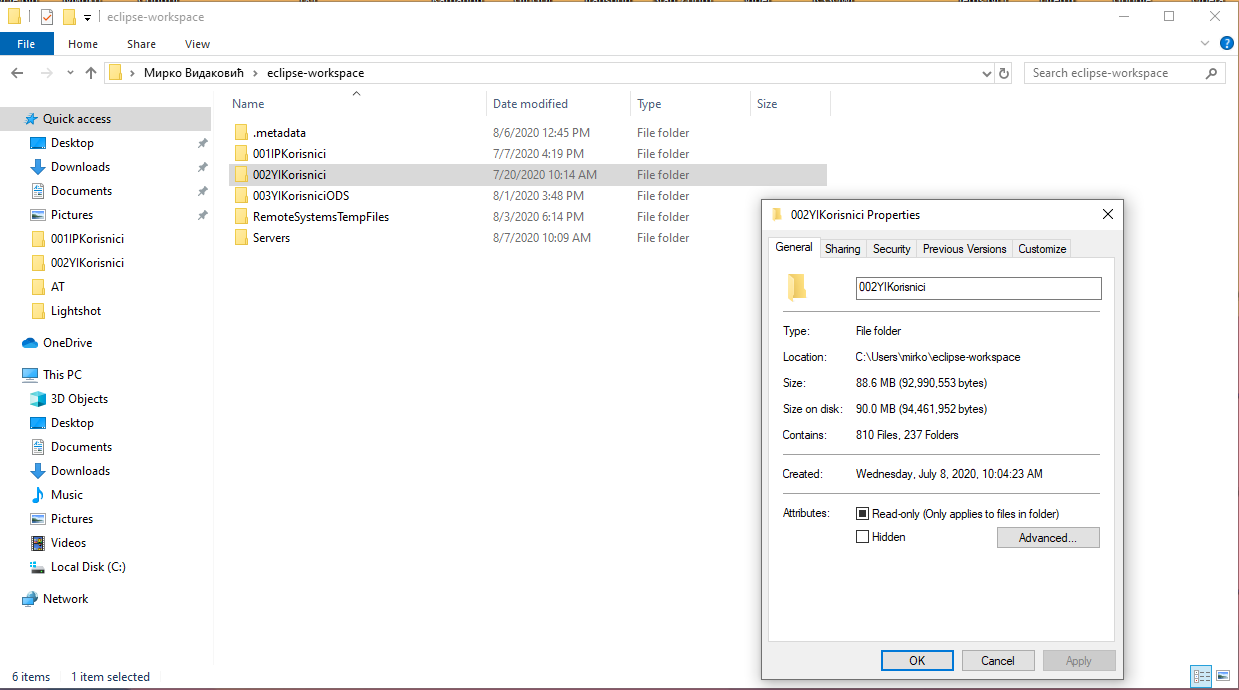 eclipse-workspace
File Home Share View
Мирко Видаковић eclipse-workspace
Search eclipse-workspace
Name Date modified Type Size
Quick access
Desktop
Downloads
Documents
Pictures
001IPKorisnici
002YIKorisnici
AT
Lightshot
OneDrive
This PC
3D Objects
Desktop
Documents
Downloads
Music
Pictures
Videos
Local Disk (C:)
Network
.metadata 8/6/2020 12:45 PM File folder
001IPKorisnici 7/7/2020 4:19 PM File folder
002YIKorisnici 7/20/2020 10:14 AM File folder
003YIKorisniciODS 8/1/2020 3:48 PM File folder
RemoteSystemsTempFiles 8/3/2020 6:14 PM File folder
Servers 8/7/2020 10:09 AM File folder
002YIKorisnici Properties
General Sharing Security Previous Versions Customize
002YIKorisnici
Type: File folder
Location: C:\Users\mirko\eclipse-workspace
Size: 88.6 MB (92,990,553 bytes)
Size on disk: 90.0 MB (94,461,952 bytes)
Contains: 810 Files, 237 Folders
Created: Wednesday, July 8, 2020, 10:04:23 AM
Attributes: Read-only (Only applies to files in folder)
Hidden Advanced...
OK Cancel Apply
6 items 1 item selected